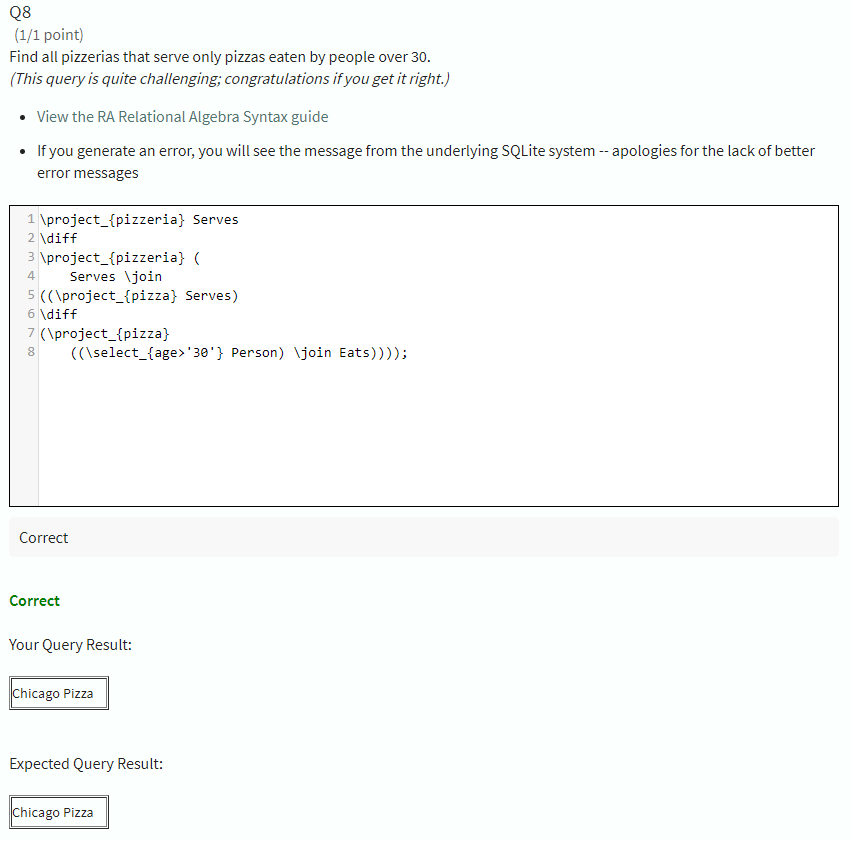 Q8
(1/1 point)
Find all pizzerias that serve only pizzas eaten by people over 30.
(This query is quite challenging; congratulations if you get it right.)
• View the RA Relational Algebra Syntax guide
• If you generate an error, you will see the message from the underlying SQLite system -- apologies for the lack of better
error messages
1 \project_{pizzeria} Serves
2 \diff
3 \project_{pizzeria} (
4     Serves \join
5 ((\project_{pizza} Serves)
6 \diff
7 (\project_{pizza}
8     ((\select_{age>'30'} Person) \join Eats))));
Correct
Correct
Your Query Result:
Chicago Pizza
Expected Query Result:
Chicago Pizza